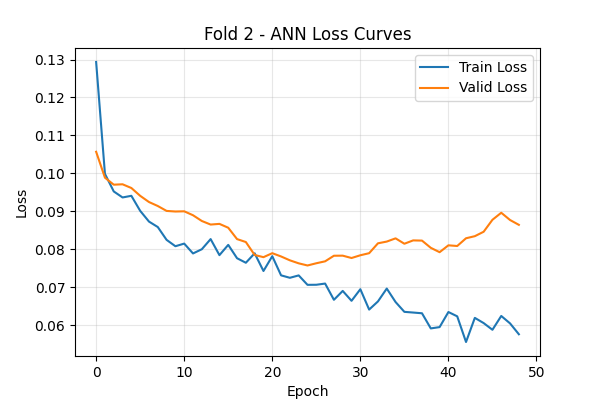 Fold 2 - ANN Loss Curves
Train Loss
Valid Loss
Loss
0.13
0.12
0.11
0.10
0.09
0.08
0.07
0.06
0 10 20 30 40 50
Epoch